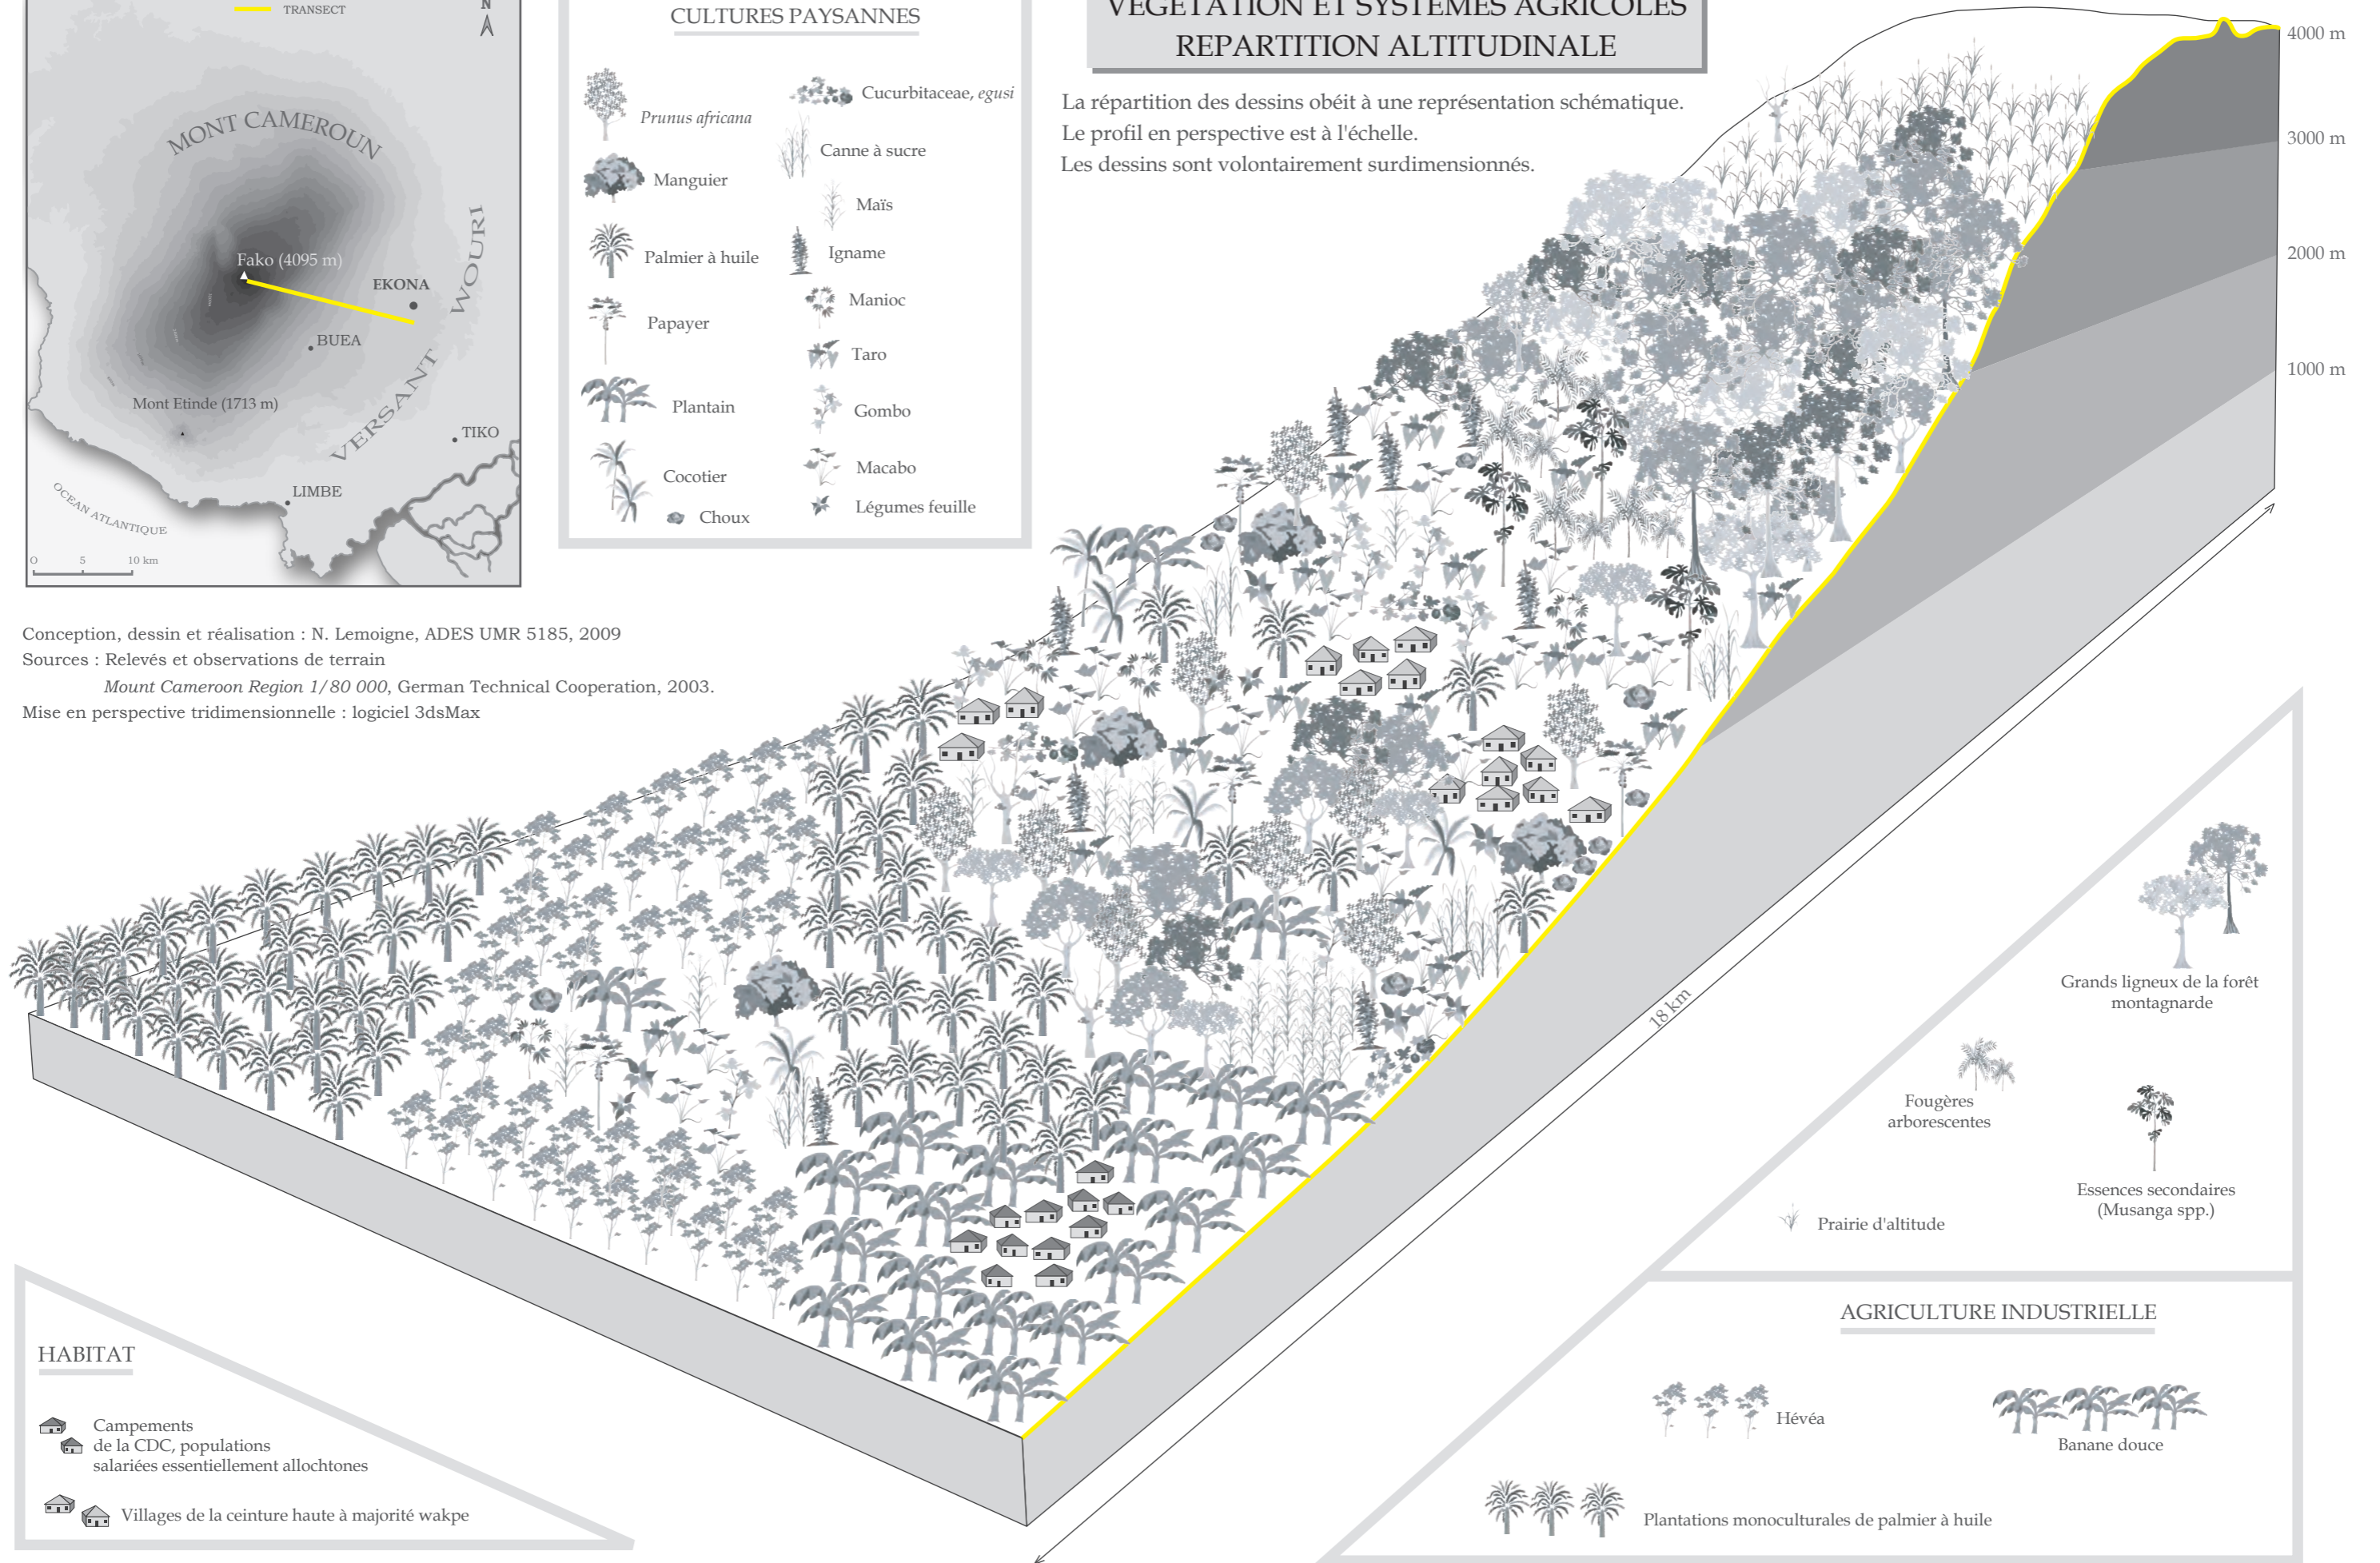 TRANSECT
N
MONT CAMEROUN
Fako (4095 m)
EKONA
BUEA
VERSANT WOURI
Mont Etinde (1713 m)
TIKO
LIMBE
OCEAN ATLANTIQUE
0 5 10 km
CULTURES PAYSANNES
Prunus africana
Manguier
Palmier à huile
Papayer
Plantain
Cocotier
Choux
Cucurbitaceae, egusi
Canne à sucre
Maïs
Igname
Manioc
Taro
Gombo
Macabo
Légumes feuille
VEGETATION ET SYSTEMES AGRICOLES
REPARTITION ALTITUDINALE
La répartition des dessins obéit à une représentation schématique.
Le profil en perspective est à l'échelle.
Les dessins sont volontairement surdimensionnés.
4000 m
3000 m
2000 m
1000 m
Conception, dessin et réalisation : N. Lemoigne, ADES UMR 5185, 2009
Sources : Relevés et observations de terrain
Mount Cameroon Region 1/80 000, German Technical Cooperation, 2003.
Mise en perspective tridimensionnelle : logiciel 3dsMax
18 km
Grands ligneux de la forêt
montagnarde
Fougères
arborescentes
Essences secondaires
(Musanga spp.)
Prairie d'altitude
AGRICULTURE INDUSTRIELLE
Hévéa
Banane douce
Plantations monoculturales de palmier à huile
HABITAT
Campements
de la CDC, populations
salariées essentiellement allochtones
Villages de la ceinture haute à majorité wakpe